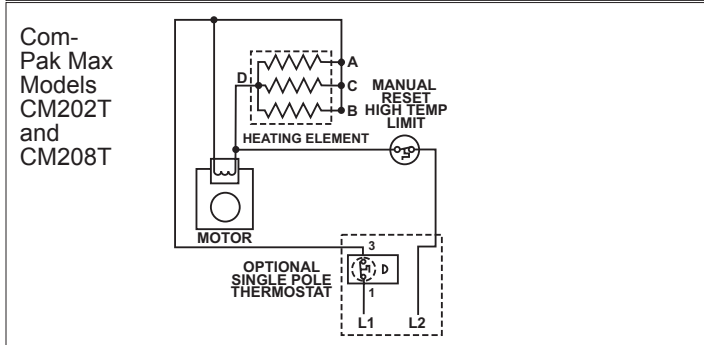 Com-
Pak Max
Models
CM202T
and
CM208T
A
D
C
B
MANUAL
RESET
HIGH TEMP
LIMIT
HEATING ELEMENT
MOTOR
OPTIONAL
SINGLE POLE
THERMOSTAT
3
D
1
L1 L2